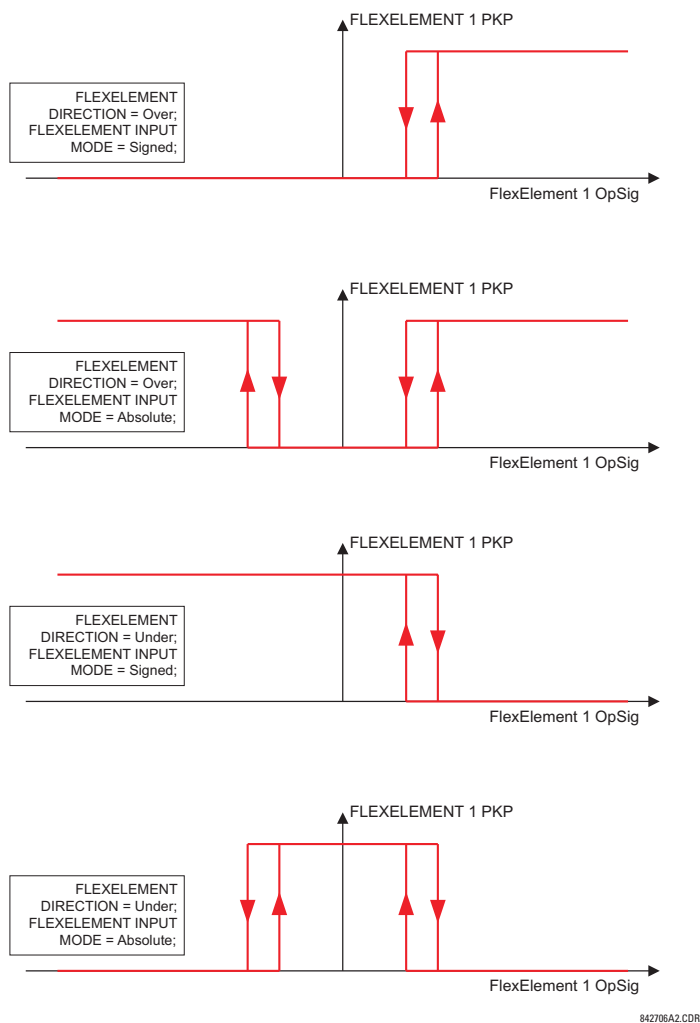 FLEXELEMENT 1 PKP
FLEXELEMENT
DIRECTION = Over;
FLEXELEMENT INPUT
MODE = Signed;
FlexElement 1 OpSig
FLEXELEMENT 1 PKP
FLEXELEMENT
DIRECTION = Over;
FLEXELEMENT INPUT
MODE = Absolute;
FlexElement 1 OpSig
FLEXELEMENT 1 PKP
FLEXELEMENT
DIRECTION = Under;
FLEXELEMENT INPUT
MODE = Signed;
FlexElement 1 OpSig
FLEXELEMENT 1 PKP
FLEXELEMENT
DIRECTION = Under;
FLEXELEMENT INPUT
MODE = Absolute;
FlexElement 1 OpSig
842706A2.CDR